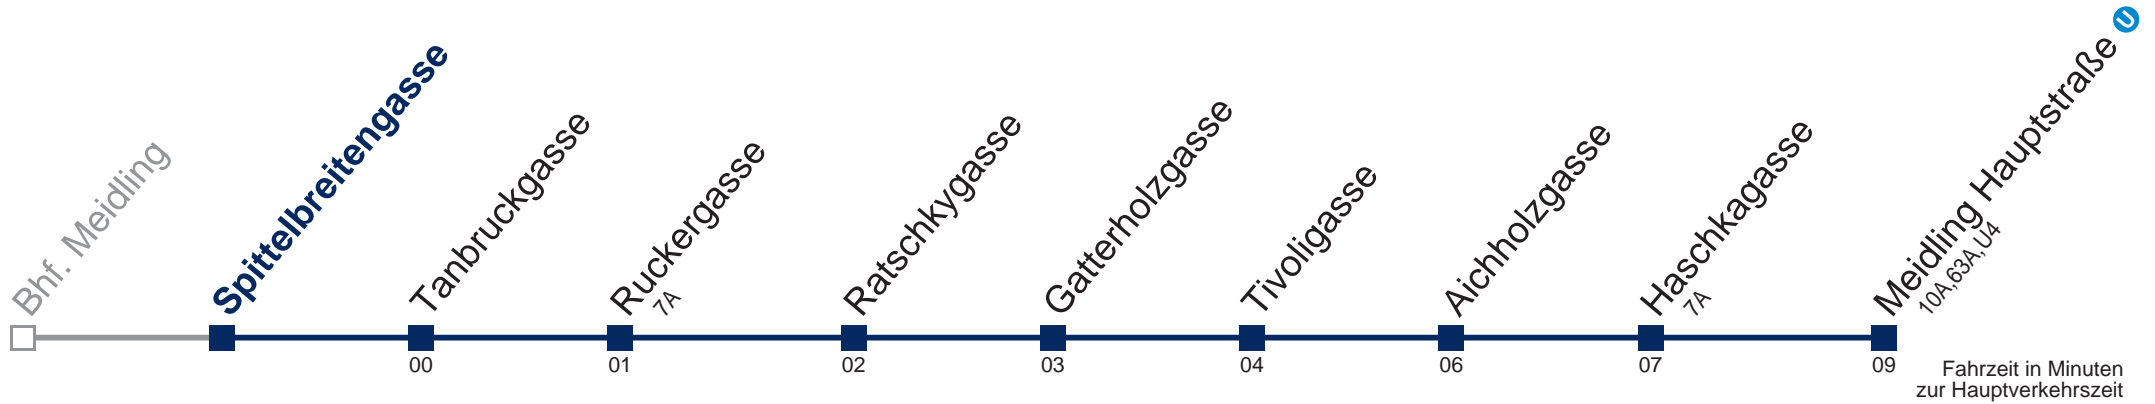 Bhf. Meidling
Spittelbreitengasse
Tanbruckgasse
Ruckergasse
7A
Ratschkygasse
Gatterholzgasse
Tivoligasse
Aichholzgasse
Haschkagasse
7A
Meidling Hauptstraße U
10A,63A,U4
00
01
02
03
04
06
07
09
Fahrzeit in Minuten
zur Hauptverkehrszeit